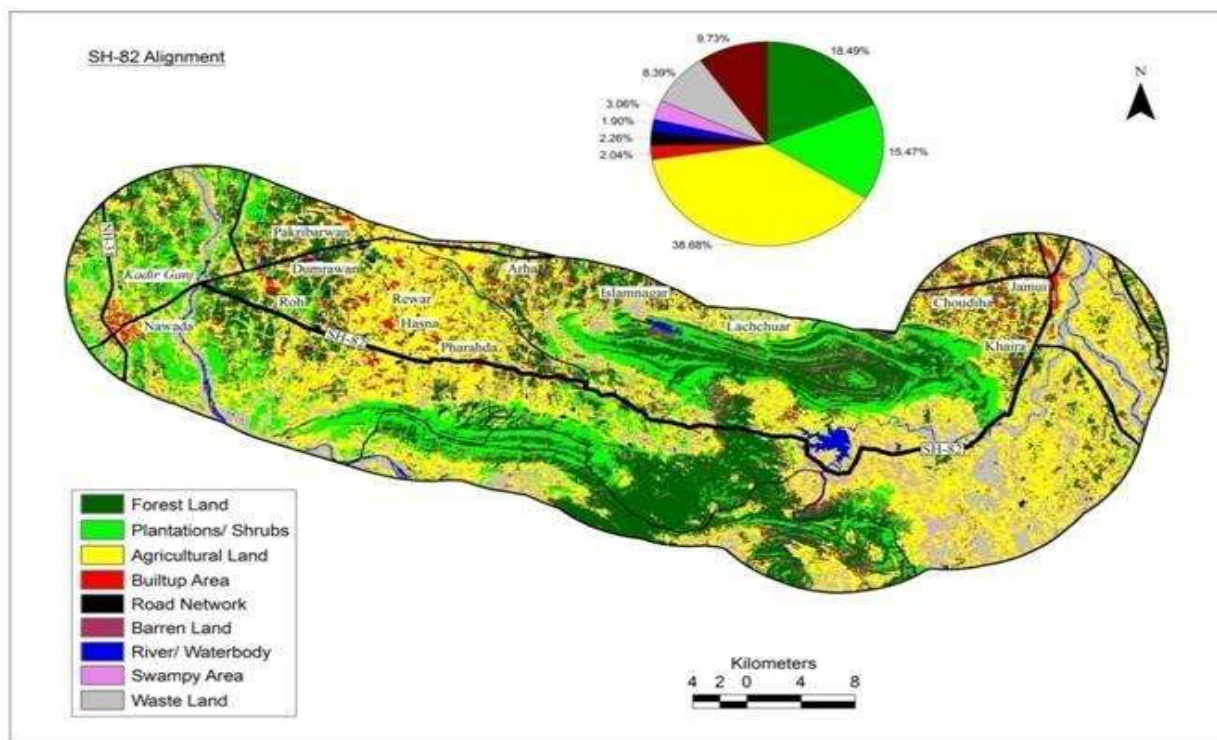 SH-82 Alignment
9.73%
18.49%
8.39%
3.06%
1.90%
2.26%
2.04%
15.47%
38.68%
N
Pakribarwan
Kadir Ganj
Dumrawan
Arha
Roh
Rewar
Islamnagar
Choudiha
Jamui
Nawada
Hasna
Lachchuar
SH-82
Pharahda
Khaira
SH-82
Forest Land
Plantations/ Shrubs
Agricultural Land
Builtup Area
Road Network
Barren Land
River/ Waterbody
Swampy Area
Waste Land
Kilometers
4 2 0 4 8